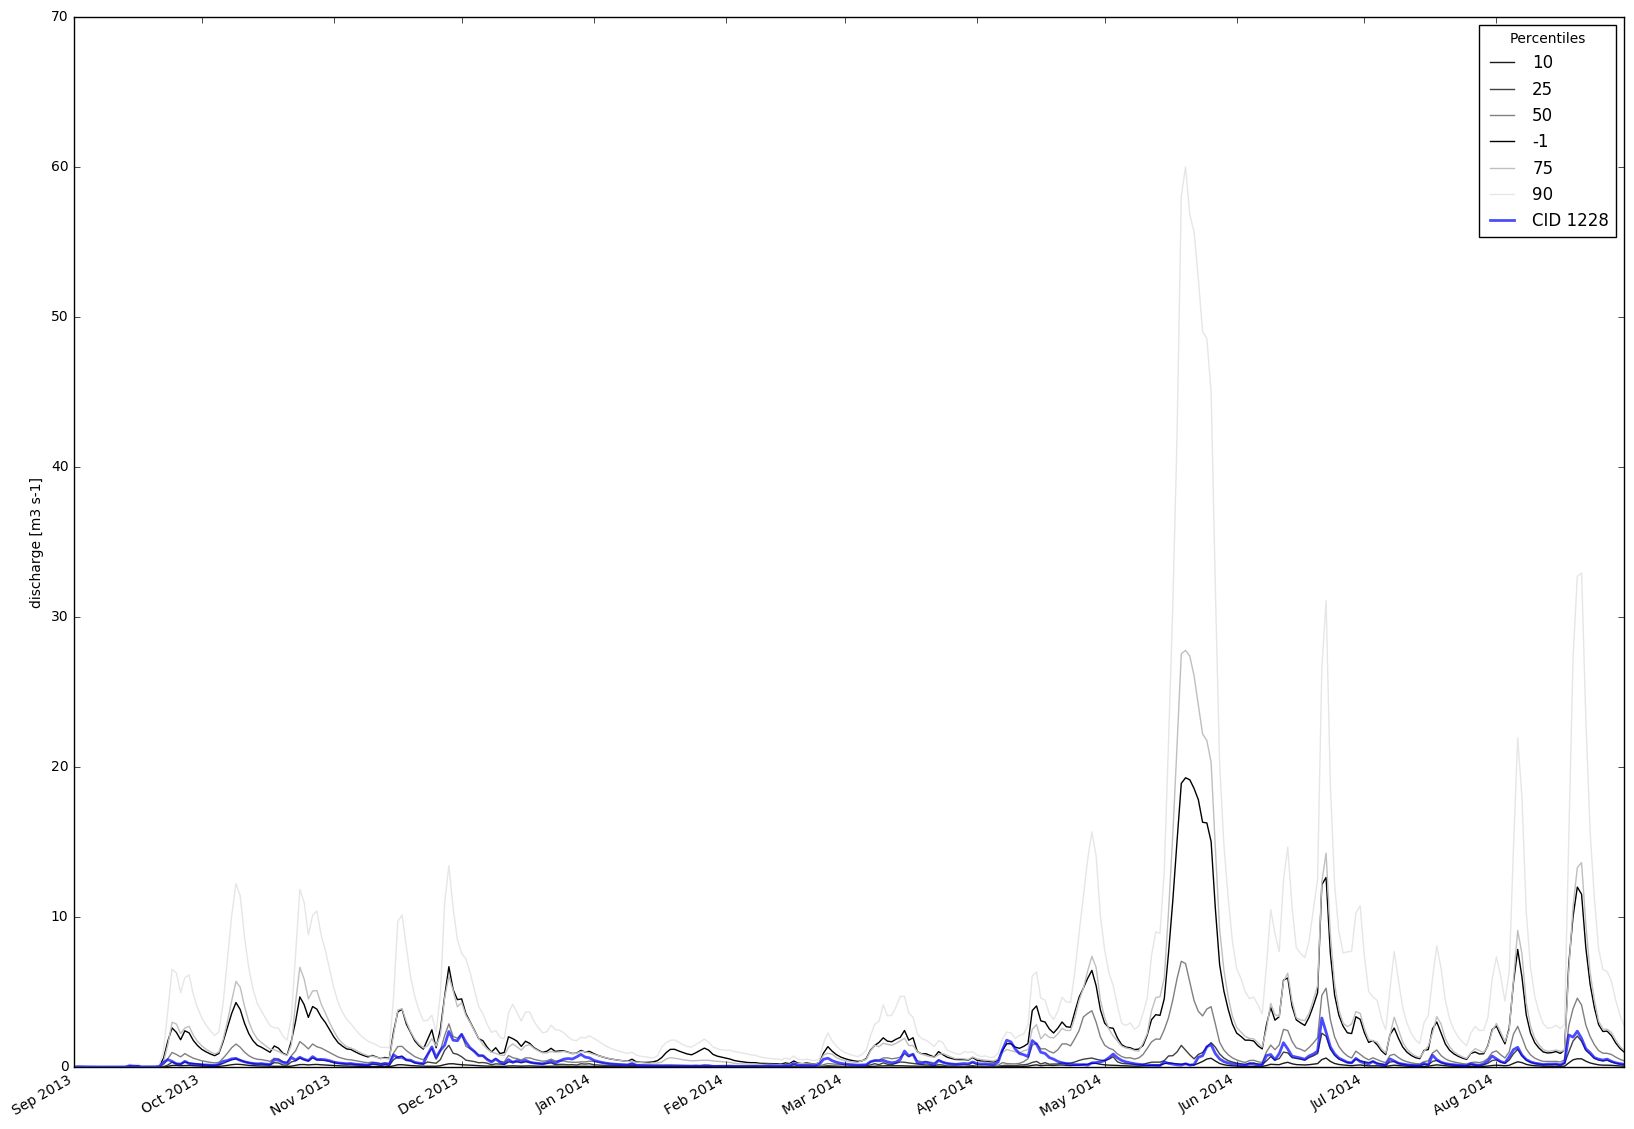 70
60
50
40
30
20
10
0
discharge [m3 s-1]
Sep 2013
Oct 2013
Nov 2013
Dec 2013
Jan 2014
Feb 2014
Mar 2014
Apr 2014
May 2014
Jun 2014
Jul 2014
Aug 2014
Percentiles
10
25
50
-1
75
90
CID 1228